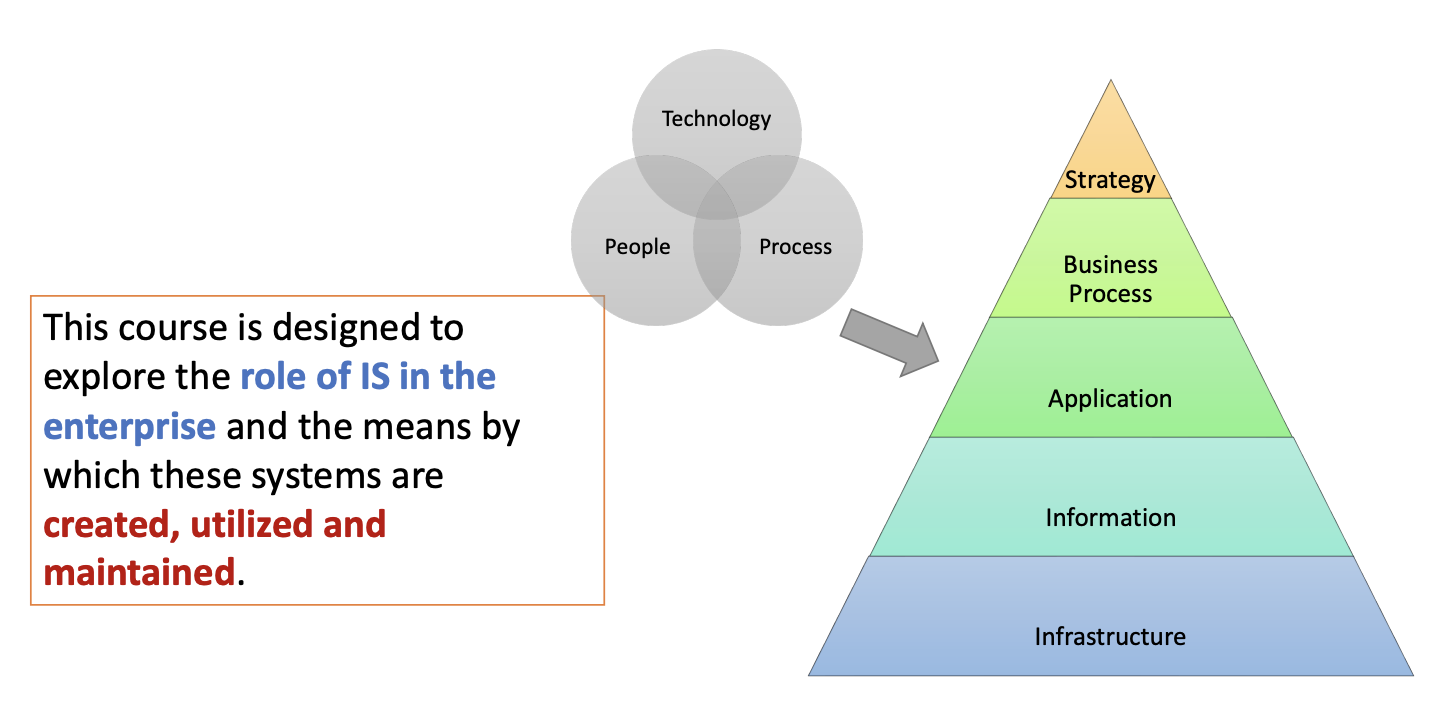 Technology
People
Process
Strategy
Business
Process
Application
Information
Infrastructure
This course is designed to
explore the role of IS in the
enterprise and the means by
which these systems are
created, utilized and
maintained.